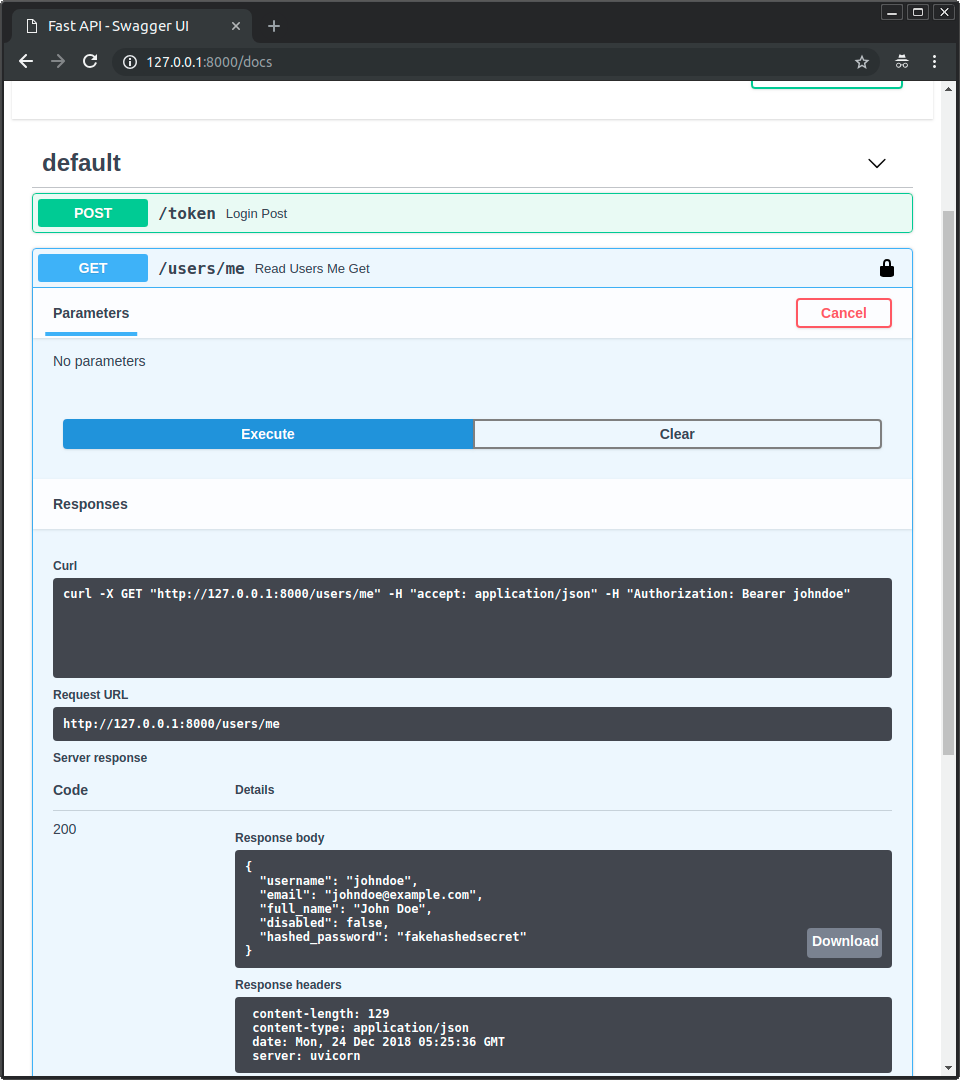 Fast API - Swagger UI
127.0.0.1:8000/docs
default
POST /token Login Post
GET /users/me Read Users Me Get
Parameters
Cancel
No parameters
Execute
Clear
Responses
Curl
curl -X GET "http://127.0.0.1:8000/users/me" -H "accept: application/json" -H "Authorization: Bearer johndoe"
Request URL
http://127.0.0.1:8000/users/me
Server response
Code
Details
200
Response body
{
  "username": "johndoe",
  "email": "johndoe@example.com",
  "full_name": "John Doe",
  "disabled": false,
  "hashed_password": "fakehashedsecret"
}
Download
Response headers
content-length: 129
content-type: application/json
date: Mon, 24 Dec 2018 05:25:36 GMT
server: uvicorn